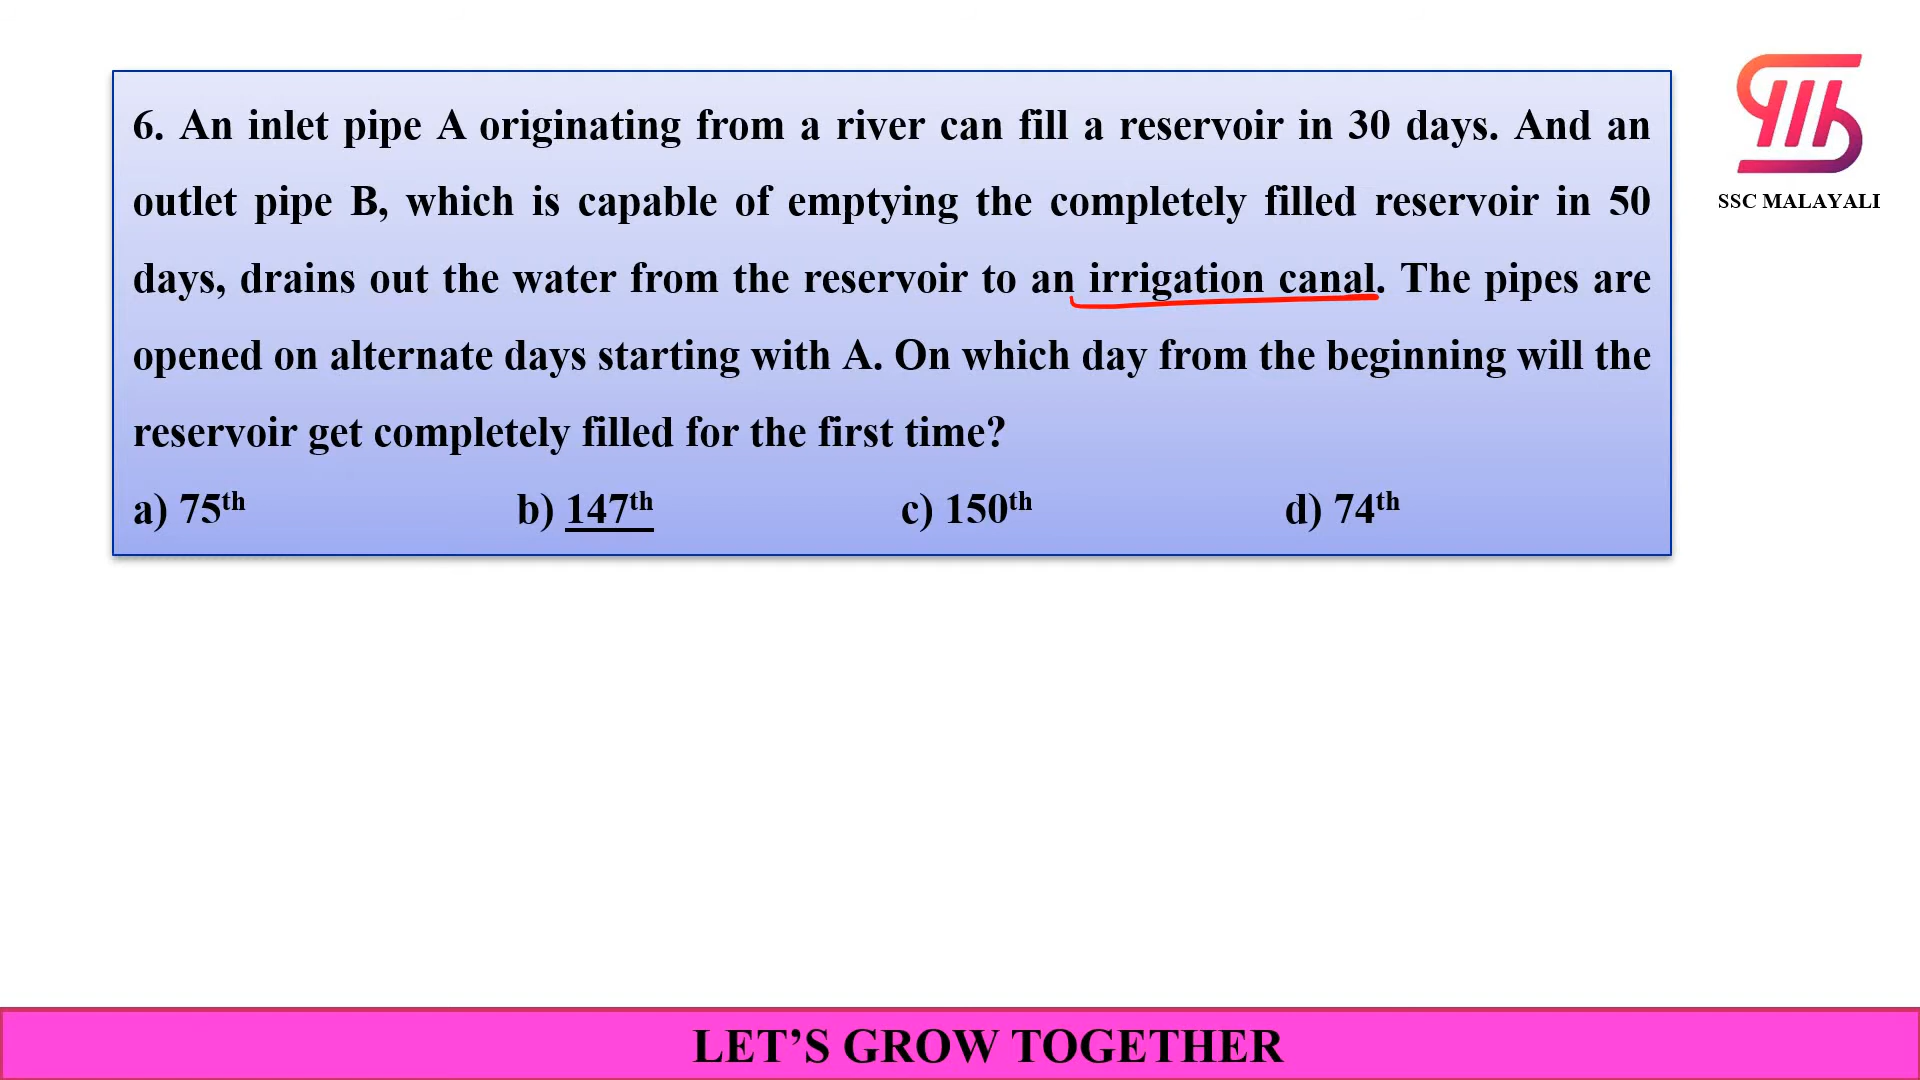 6. An inlet pipe A originating from a river can fill a reservoir in 30 days. And an
outlet pipe B, which is capable of emptying the completely filled reservoir in 50
days, drains out the water from the reservoir to an irrigation canal. The pipes are
opened on alternate days starting with A. On which day from the beginning will the
reservoir get completely filled for the first time?
a) 75th b) 147th c) 150th d) 74th
SSC MALAYALI
LET’S GROW TOGETHER